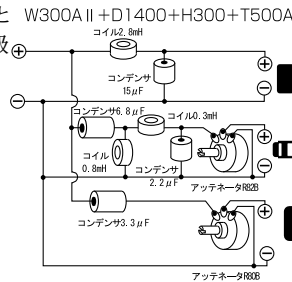 と W300AⅡ+D1400+H300+T500A
級
コイル2.8mH
コンデンサ
15μF
コンデンサ6.8μF
コイル0.3mH
コイル
0.8mH
コンデンサ
2.2μF
アッテネータR82B
コンデンサ3.3μF
アッテネータR80B